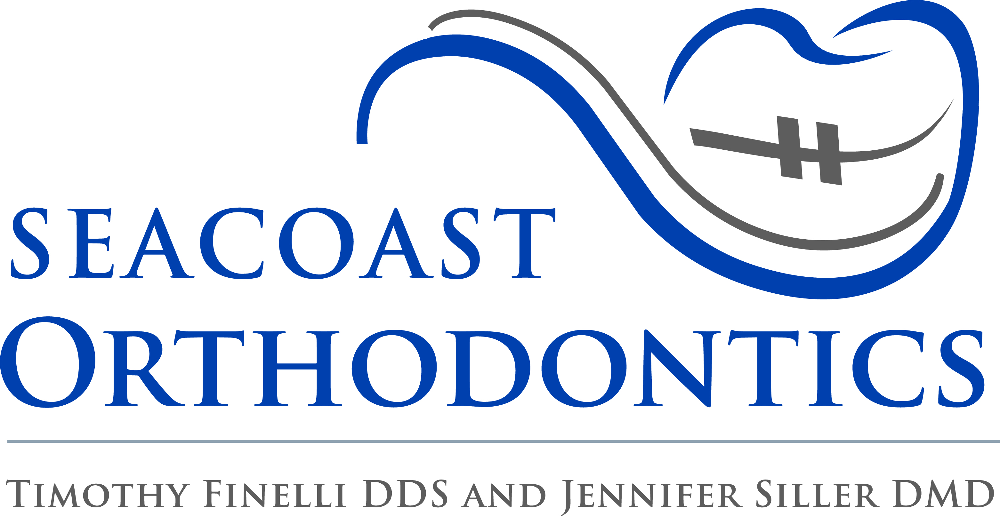 SEACOAST
ORTHODONTICS
TIMOTHY FINELLI DDS AND JENNIFER SILLER DMD